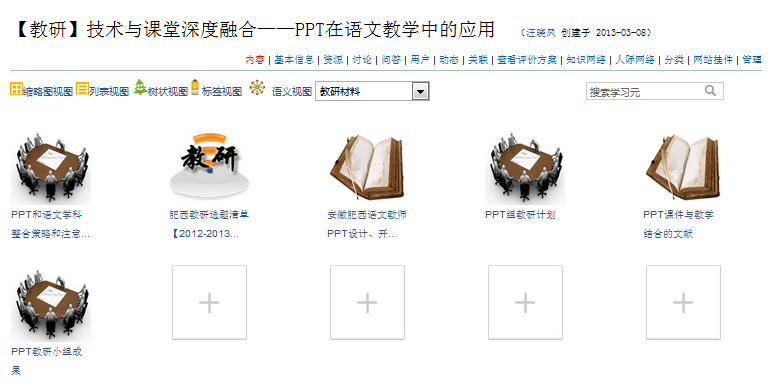 【教研】技术与课堂深度融合——PPT在语文教学中的应用 （汪晓凤 创建于 2013-03-08）
内容 | 基本信息 | 资源 | 讨论 | 问答 | 用户 | 动态 | 关联 | 查看评价方案 | 知识网络 | 人际网络 | 分类 | 网站挂件 | 管理
缩略图视图 列表视图 树状视图 标签视图 语义视图 教研材料 搜索学习元
教研
PPT和语文学科
整合策略和注意...
肥西教研选题清单
【2012-2013...
安徽肥西语文教师
PPT设计、开...
PPT组教研计划
PPT课件与教学
结合的文献
PPT教研小组成
果